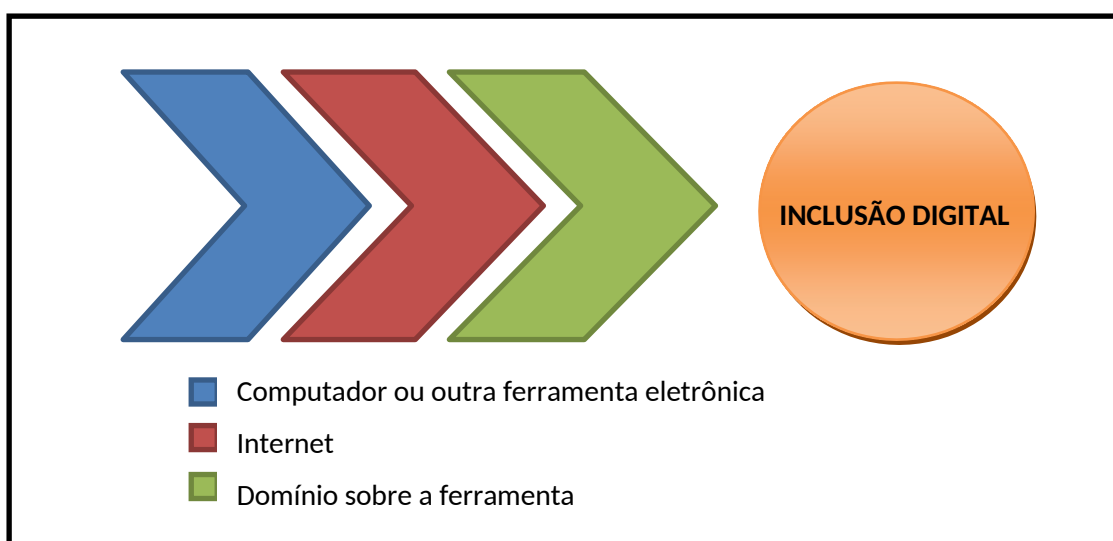 INCLUSÃO DIGITAL
Computador ou outra ferramenta eletrônica
Internet
Domínio sobre a ferramenta